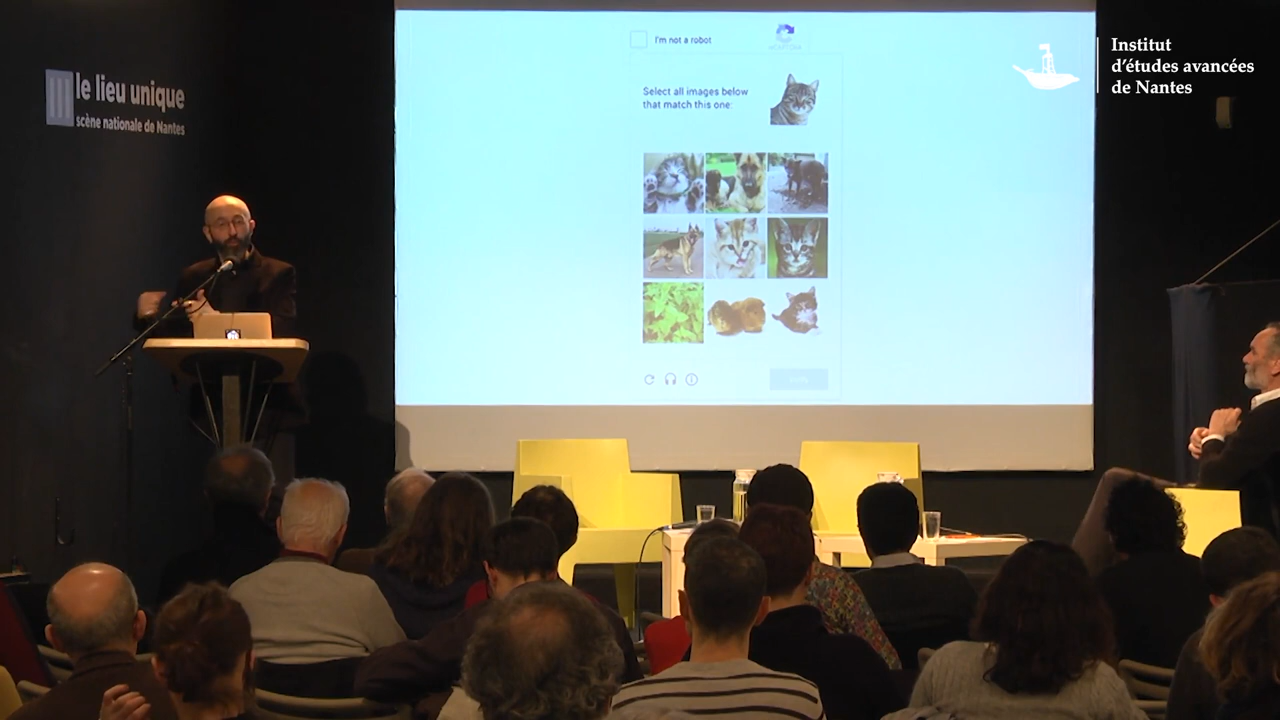 le lieu unique
scène nationale de Nantes
I'm not a robot
reCAPTCHA
Select all images below
that match this one:
Institut
d'études avancées
de Nantes